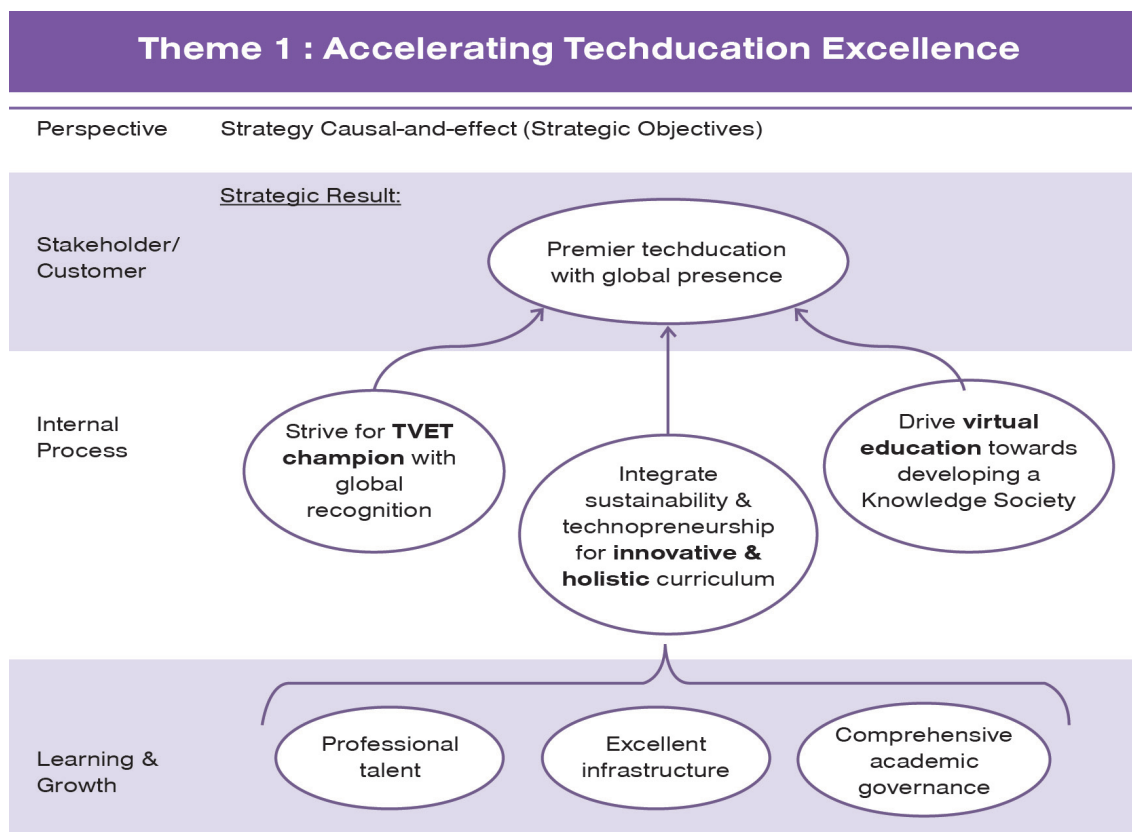 Theme 1 : Accelerating Techducation Excellence
Perspective
Strategy Causal-and-effect (Strategic Objectives)
Stakeholder/
Customer
Strategic Result:
Premier techducation
with global presence
Internal
Process
Strive for TVET
champion with
global
recognition
Integrate
sustainability &
technopreneurship
for innovative &
holistic curriculum
Drive virtual
education towards
developing a
Knowledge Society
Learning &
Growth
Professional
talent
Excellent
infrastructure
Comprehensive
academic
governance